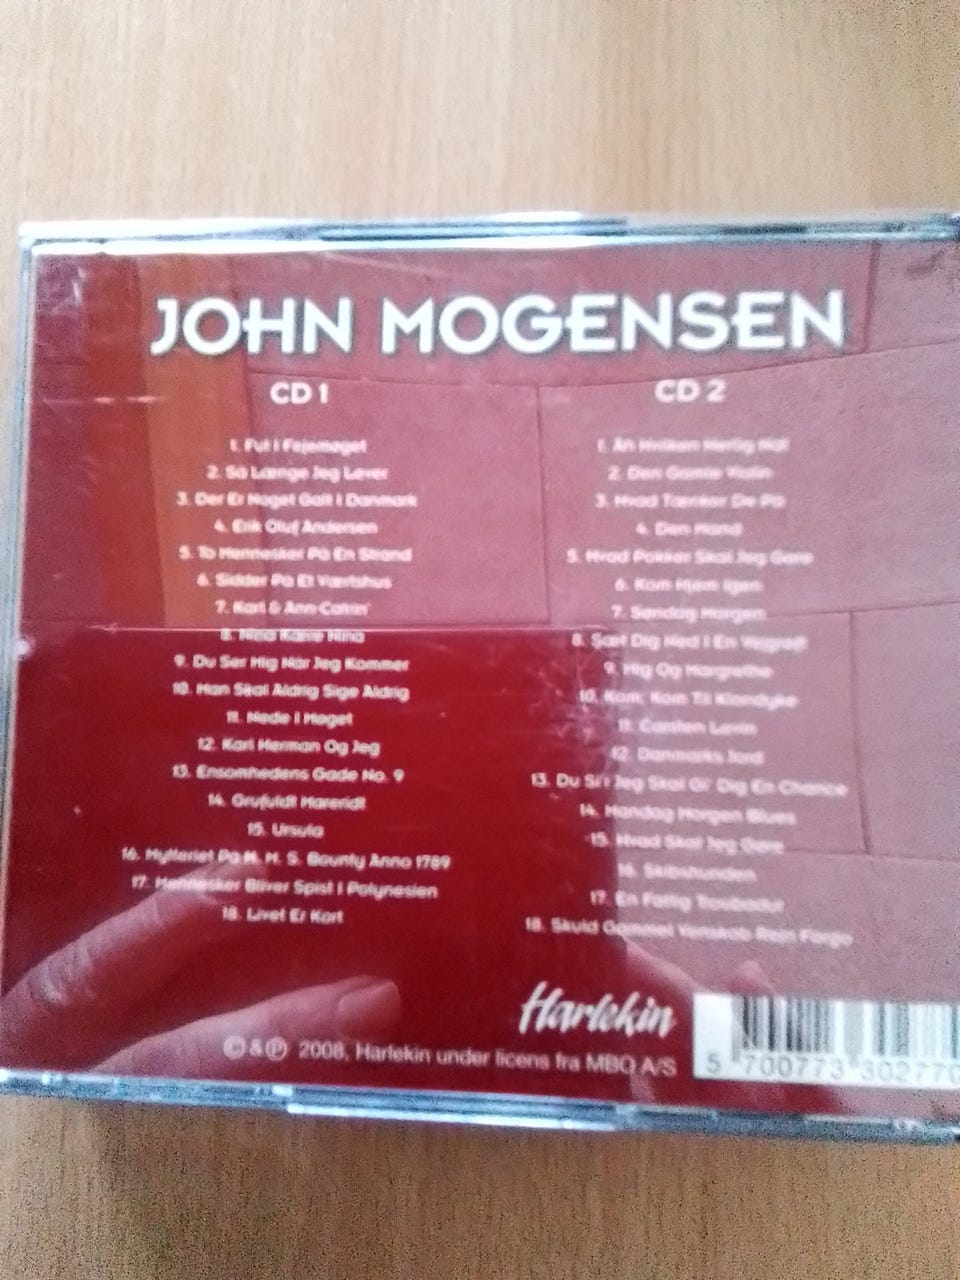 JOHN MOGENSEN
CD 1
1. Fut I Fejemøget
2. Så Længe Jeg Lever
3. Der Er Noget Galt I Danmark
4. Erik Oluf Andersen
5. To Mennesker På En Strand
6. Sidder På Et Værtshus
7. Karl & Ann-Catrin'
8. Nina Kære Nina
9. Du Ser Mig Når Jeg Kommer
10. Man Skal Aldrig Sige Aldrig
11. Nede I Møget
12. Karl Herman Og Jeg
13. Ensomhedens Gade No. 9
14. Grufuldt Mareridt
15. Ursula
16. Mytteriet På H. M. S. Bounty Anno 1789
17. Mennesker Bliver Spist I Polynesien
18. Livet Er Kort
CD 2
1. Åh Hvilken Herlig Nat
2. Den Gamle Violin
3. Hvad Tænker De På
4. Den Mand
5. Hvad Pokker Skal Jeg Gøre
6. Kom Hjem Igen
7. Søndag Morgen
8. Sæt Dig Ned I En Vejgrøft
9. Mig Og Margrethe
10. Kom, Kom Til Klondyke
11. Carsten Levin
12. Danmarks Jord
13. Du Si'r Jeg Skal Gi' Dig En Chance
14. Mandag Morgen Blues
15. Hvad Skal Jeg Gøre
16. Skibshunden
17. En Fattig Troubadur
18. Skuld Gammel Venskab Rejn Forgo
Harlekin
© & ℗ 2008, Harlekin under licens fra MBO A/S
5 700773 302770